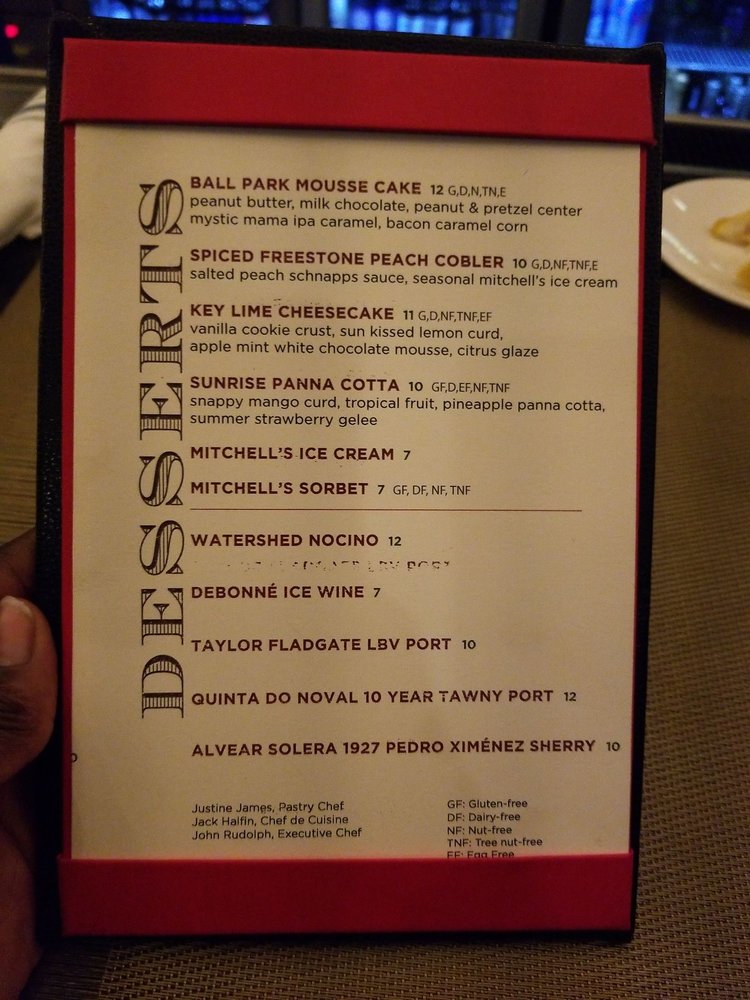 DESSERTS
BALL PARK MOUSSE CAKE 12 G,D,N,TN,E
peanut butter, milk chocolate, peanut & pretzel center
mystic mama ipa caramel, bacon caramel corn
SPICED FREESTONE PEACH COBLER 10 G,D,NF,TNF,E
salted peach schnapps sauce, seasonal mitchell's ice cream
KEY LIME CHEESECAKE 11 G,D,NF,TNF,EF
vanilla cookie crust, sun kissed lemon curd,
apple mint white chocolate mousse, citrus glaze
SUNRISE PANNA COTTA 10 GF,D,EF,NF,TNF
snappy mango curd, tropical fruit, pineapple panna cotta,
summer strawberry gelee
MITCHELL'S ICE CREAM 7
MITCHELL'S SORBET 7 GF, DF, NF, TNF
WATERSHED NOCINO 12
DEBONNÉ ICE WINE 7
TAYLOR FLADGATE LBV PORT 10
QUINTA DO NOVAL 10 YEAR TAWNY PORT 12
ALVEAR SOLERA 1927 PEDRO XIMÉNEZ SHERRY 10
Justine James, Pastry Chef
Jack Halfin, Chef de Cuisine
John Rudolph, Executive Chef
GF: Gluten-free
DF: Dairy-free
NF: Nut-free
TNF: Tree nut-free
EF: Egg Free